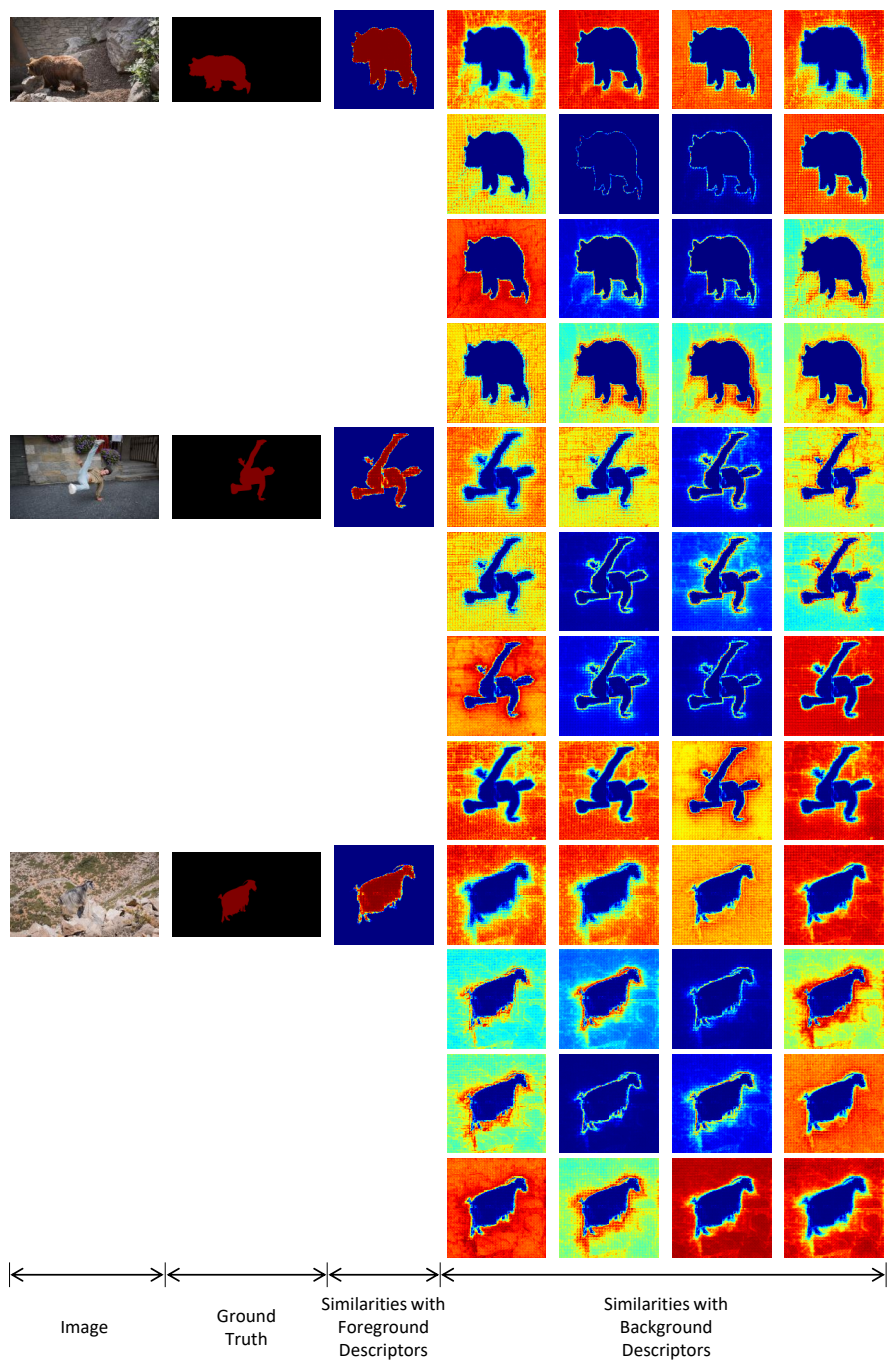 Image
Ground
Truth
Similarities with
Foreground
Descriptors
Similarities with
Background
Descriptors